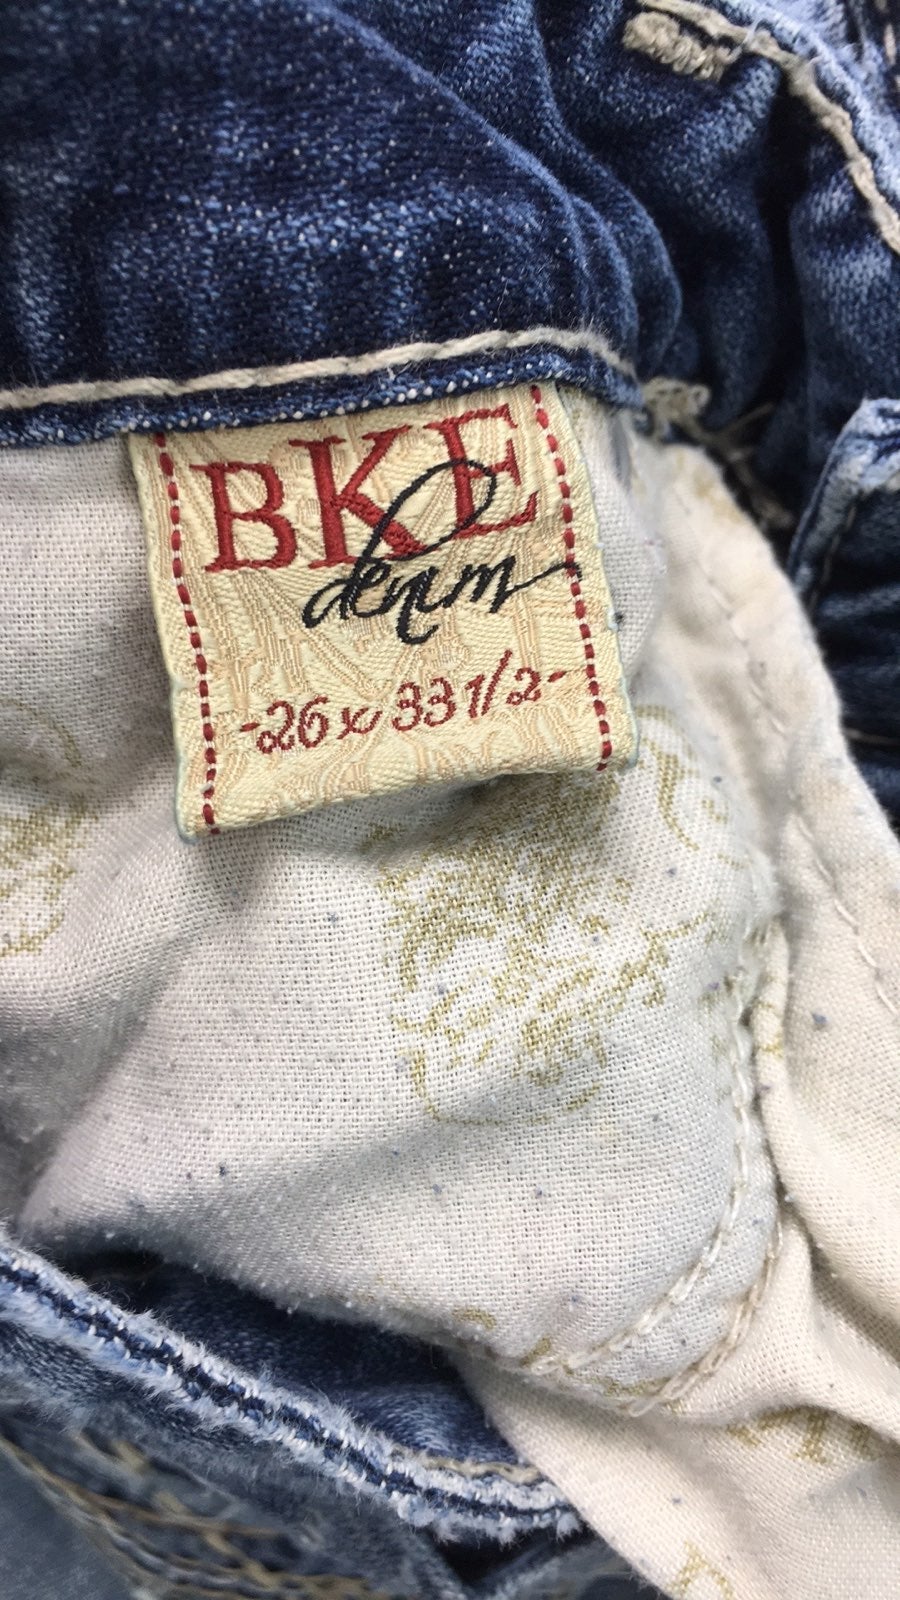 BKE
denim
-26 x 33 1/2-